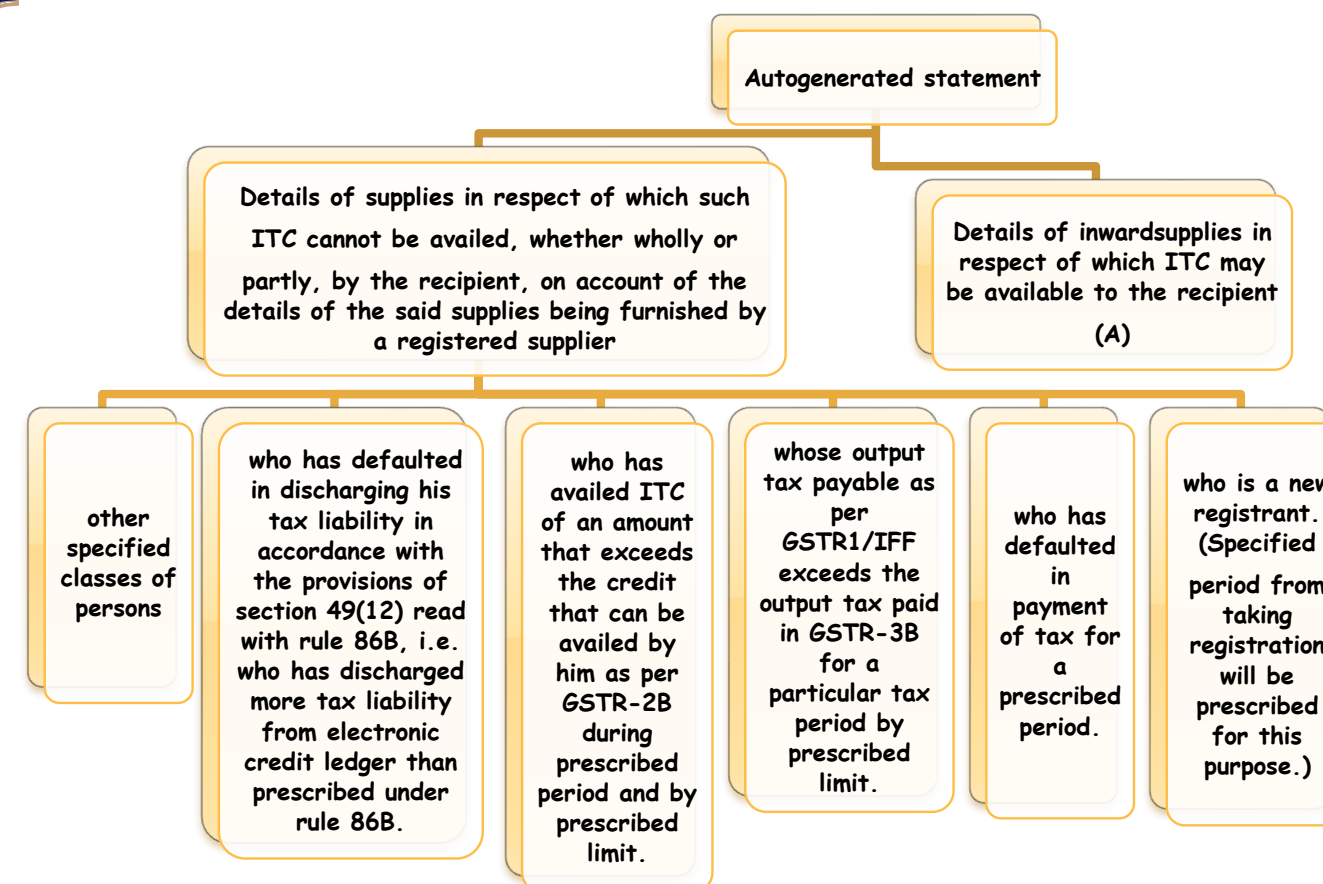 Autogenerated statement
Details of supplies in respect of which such
ITC cannot be availed, whether wholly or
partly, by the recipient, on account of the
details of the said supplies being furnished by
a registered supplier
Details of inwardsupplies in
respect of which ITC may
be available to the recipient
(A)
other
specified
classes of
persons
who has defaulted
in discharging his
tax liability in
accordance with
the provisions of
section 49(12) read
with rule 86B, i.e.
who has discharged
more tax liability
from electronic
credit ledger than
prescribed under
rule 86B.
who has
availed ITC
of an amount
that exceeds
the credit
that can be
availed by
him as per
GSTR-2B
during
prescribed
period and by
prescribed
limit.
whose output
tax payable as
per
GSTR1/IFF
exceeds the
output tax paid
in GSTR-3B
for a
particular tax
period by
prescribed
limit.
who has
defaulted
in
payment
of tax for
a
prescribed
period.
who is a new
registrant.
(Specified
period from
taking
registration
will be
prescribed
for this
purpose.)